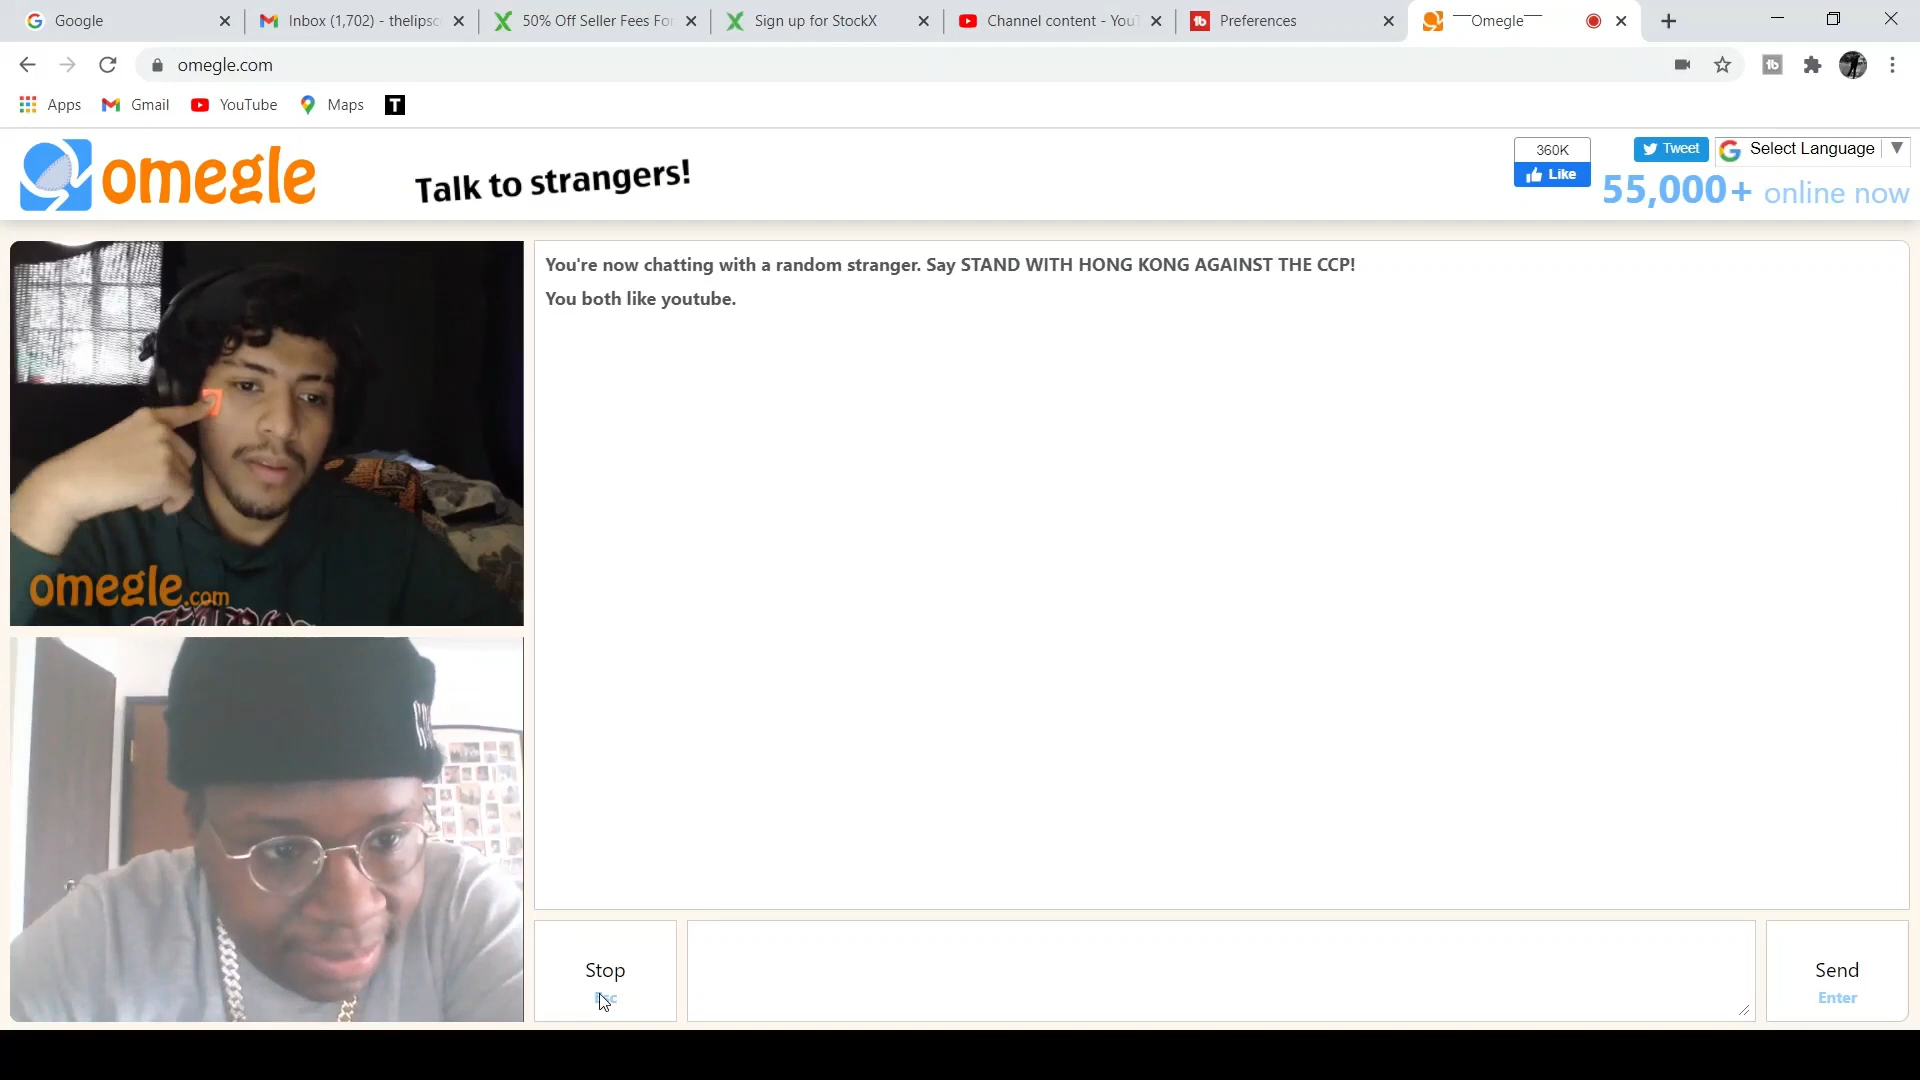 Google
Inbox (1,702) - thelipsc
50% Off Seller Fees For
Sign up for StockX
Channel content - YouT
Preferences
Omegle
omegle.com
Apps
Gmail
YouTube
Maps
T
omegle
Talk to strangers!
360K
Like
Tweet
Select Language
55,000+ online now
You're now chatting with a random stranger. Say STAND WITH HONG KONG AGAINST THE CCP!
You both like youtube.
omegle.com
Stop
Send
Enter